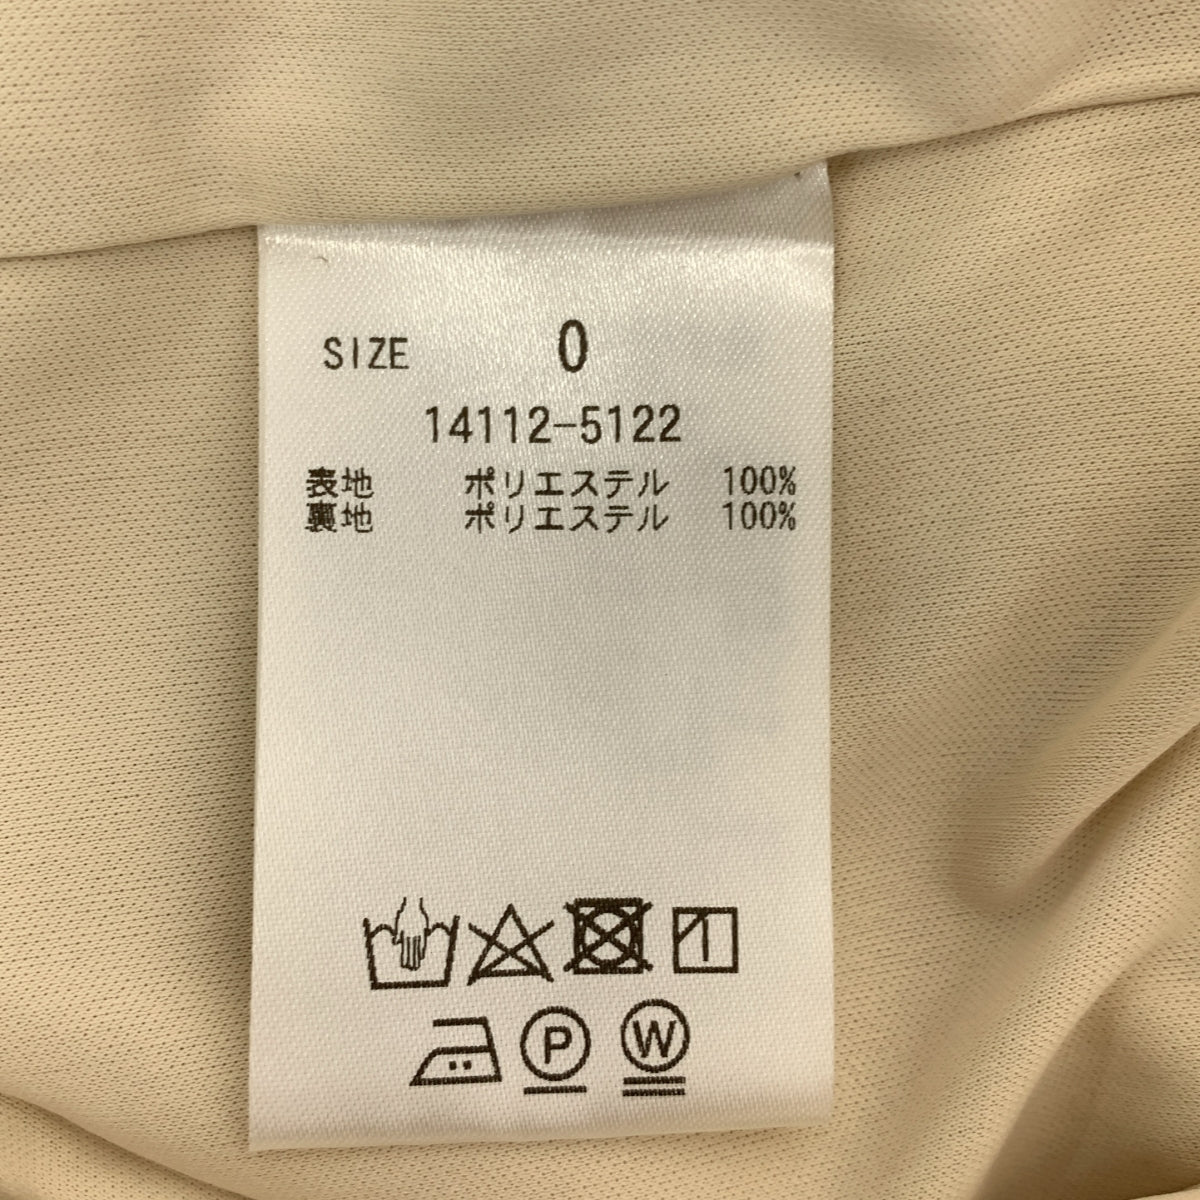 SIZE 0
14112-5122
表地 ポリエステル 100%
裏地 ポリエステル 100%
P W